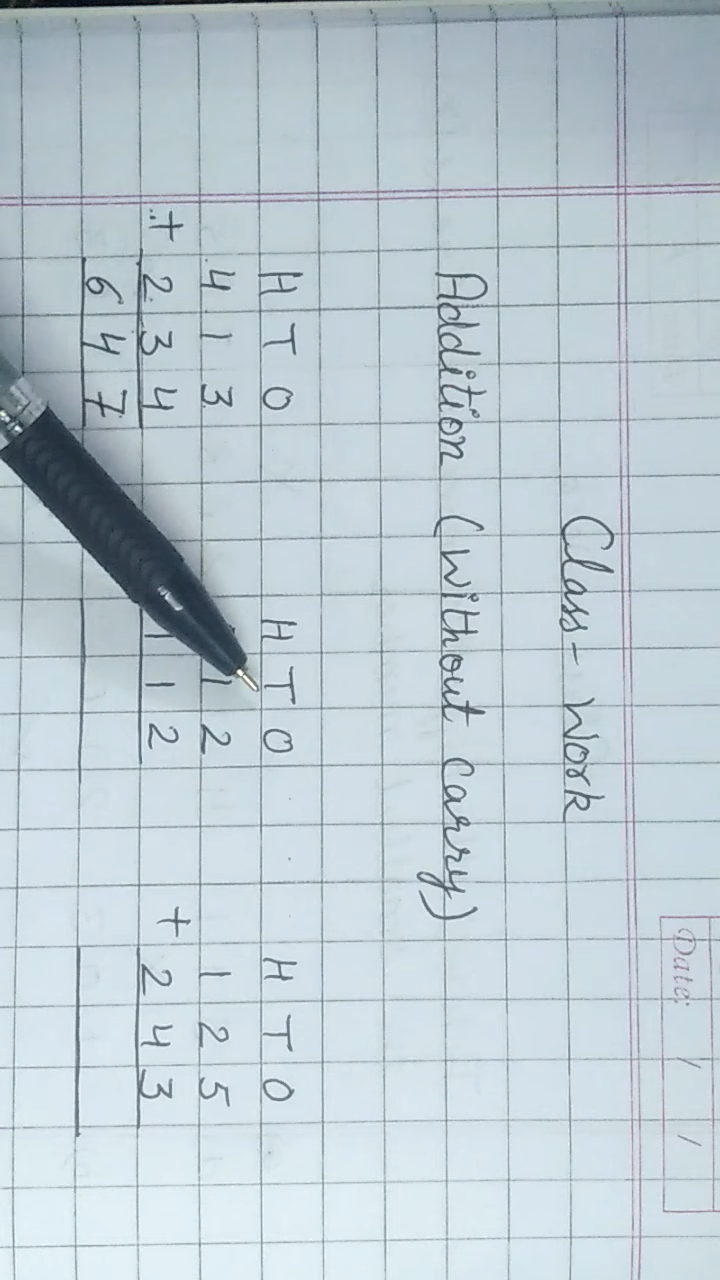 Date: / /
Class-Work
Addition (without carry)
H T O H T O H T O
4 1 3 1 2 1 2 5
+ 2 3 4 1 1 2 + 2 4 3
6 4 7